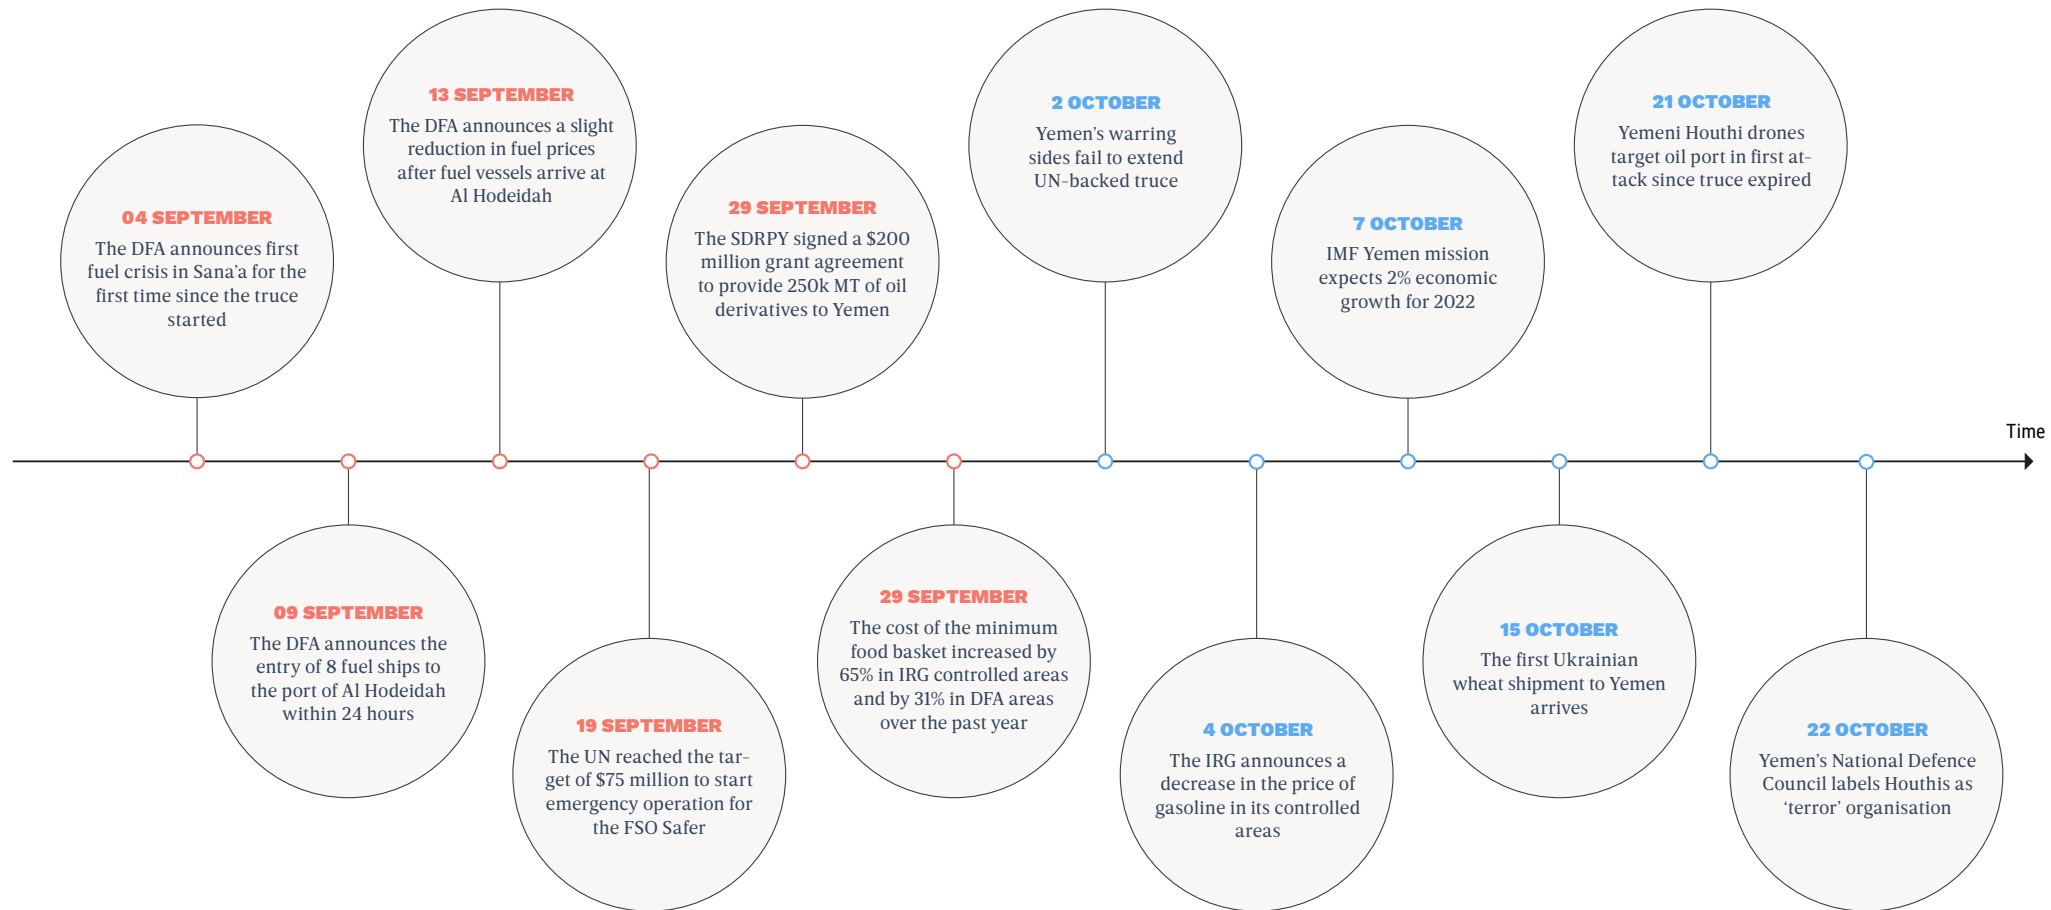 04 SEPTEMBER
The DFA announces first
fuel crisis in Sana’a for the
first time since the truce
started
09 SEPTEMBER
The DFA announces the
entry of 8 fuel ships to
the port of Al Hodeidah
within 24 hours
13 SEPTEMBER
The DFA announces a slight
reduction in fuel prices
after fuel vessels arrive at
Al Hodeidah
19 SEPTEMBER
The UN reached the tar-
get of $75 million to start
emergency operation for
the FSO Safer
29 SEPTEMBER
The SDRPY signed a $200
million grant agreement
to provide 250k MT of oil
derivatives to Yemen
29 SEPTEMBER
The cost of the minimum
food basket increased by
65% in IRG controlled areas
and by 31% in DFA areas
over the past year
2 OCTOBER
Yemen’s warring
sides fail to extend
UN-backed truce
4 OCTOBER
The IRG announces a
decrease in the price of
gasoline in its controlled
areas
7 OCTOBER
IMF Yemen mission
expects 2% economic
growth for 2022
15 OCTOBER
The first Ukrainian
wheat shipment to Yemen
arrives
21 OCTOBER
Yemeni Houthi drones
target oil port in first at-
tack since truce expired
22 OCTOBER
Yemen’s National Defence
Council labels Houthis as
‘terror’ organisation
Time